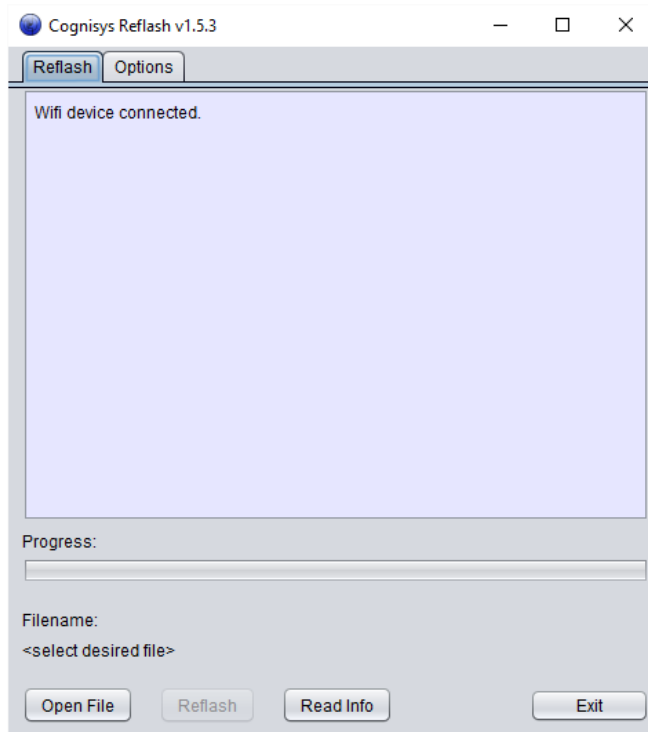 Cognisys Reflash v1.5.3
Reflash Options
Wifi device connected.
Progress:
Filename:
<select desired file>
Open File Reflash Read Info Exit